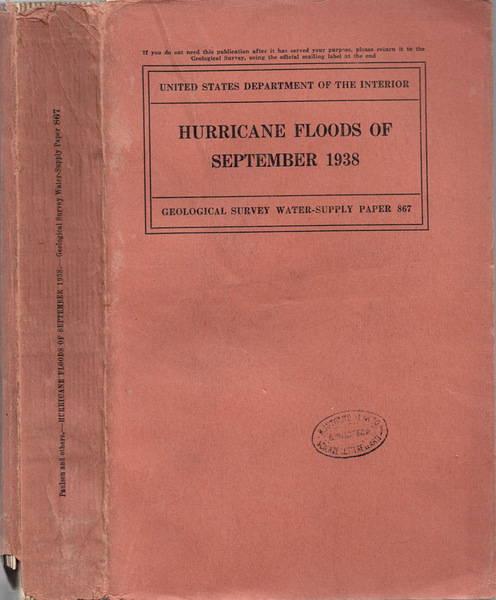 If you do not need this publication after it has served your purpose, please return it to the
Geological Survey, using the official mailing label at the end
UNITED STATES DEPARTMENT OF THE INTERIOR
HURRICANE FLOODS OF
SEPTEMBER 1938
GEOLOGICAL SURVEY WATER-SUPPLY PAPER 867
Paulsen and others.—HURRICANE FLOODS OF SEPTEMBER 1938.—Geological Survey Water-Supply Paper 867